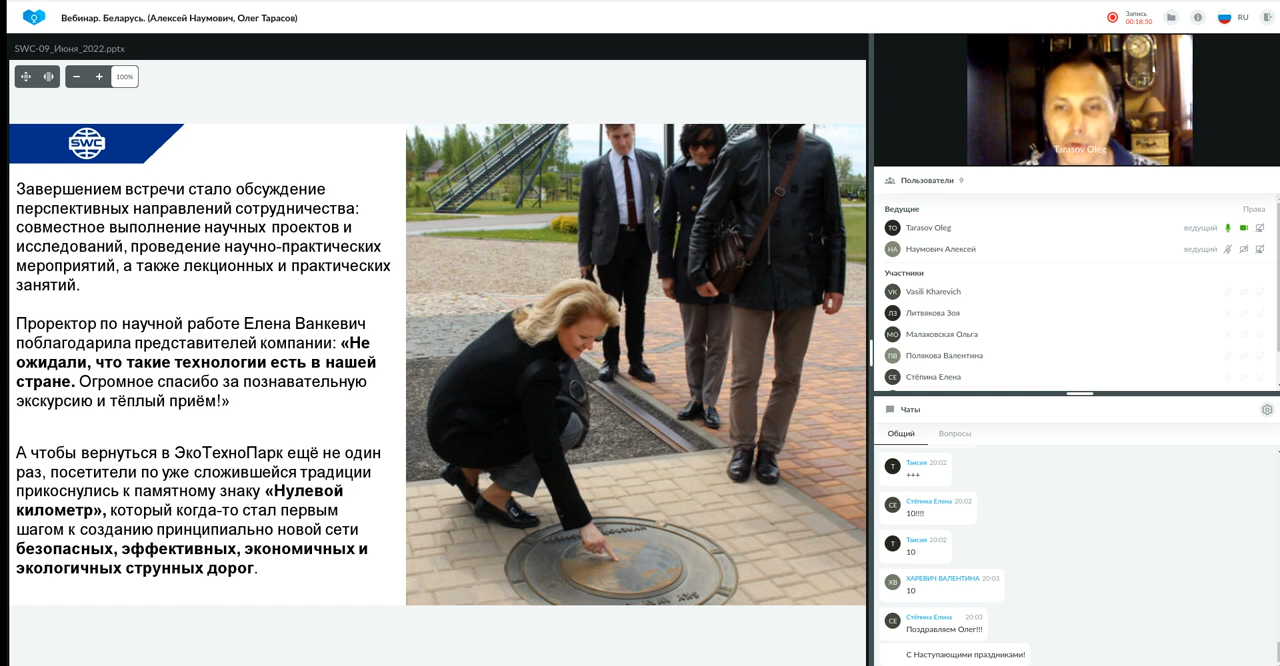 Вебинар. Беларусь. (Алексей Наумович, Олег Тарасов)
Запись
00:18:50
RU
SWC-09_Июня_2022.pptx
100%
SWC
Завершением встречи стало обсуждение
перспективных направлений сотрудничества:
совместное выполнение научных проектов и
исследований, проведение научно-практических
мероприятий, а также лекционных и практических
занятий.
Проректор по научной работе Елена Ванкевич
поблагодарила представителей компании: «Не
ожидали, что такие технологии есть в нашей
стране. Огромное спасибо за познавательную
экскурсию и тёплый приём!»
А чтобы вернуться в ЭкоТехноПарк ещё не один
раз, посетители по уже сложившейся традиции
прикоснулись к памятному знаку «Нулевой
километр», который когда-то стал первым
шагом к созданию принципиально новой сети
безопасных, эффективных, экономичных и
экологичных струнных дорог.
Tarasov Oleg
Пользователи 9
Ведущие Права
TO Tarasov Oleg ведущий
НА Наумович Алексей ведущий
Участники
VK Vasili Kharevich
ЛЗ Литвякова Зоя
МО Малаховская Ольга
ПВ Полякова Валентина
СЕ Стёпина Елена
Чаты
Общий Вопросы
Т Таисия 20:02
+++
СЕ Стёпина Елена 20:02
10!!!!
Т Таисия 20:02
10
ХВ ХАРЕВИЧ ВАЛЕНТИНА 20:03
10
СЕ Стёпина Елена 20:03
Поздравляем Олег!!!
С Наступающими праздниками!